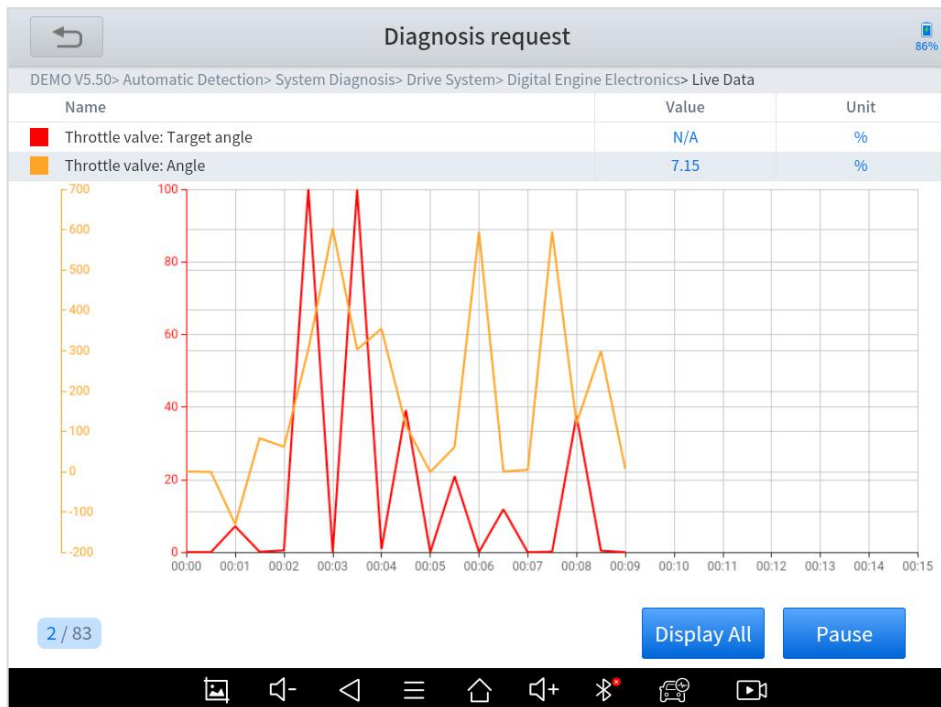 Diagnosis request
86%
DEMO V5.50> Automatic Detection> System Diagnosis> Drive System> Digital Engine Electronics> Live Data
Name Value Unit
Throttle valve: Target angle N/A %
Throttle valve: Angle 7.15 %
700 100
600
500 80
400
300 60
200
100 40
0
-100 20
-200 0
00:00 00:01 00:02 00:03 00:04 00:05 00:06 00:07 00:08 00:09 00:10 00:11 00:12 00:13 00:14 00:15
2 / 83 Display All Pause